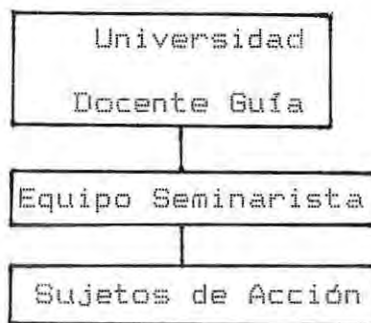 Universidad
Docente Guía
Equipo Seminarista
Sujetos de Acción